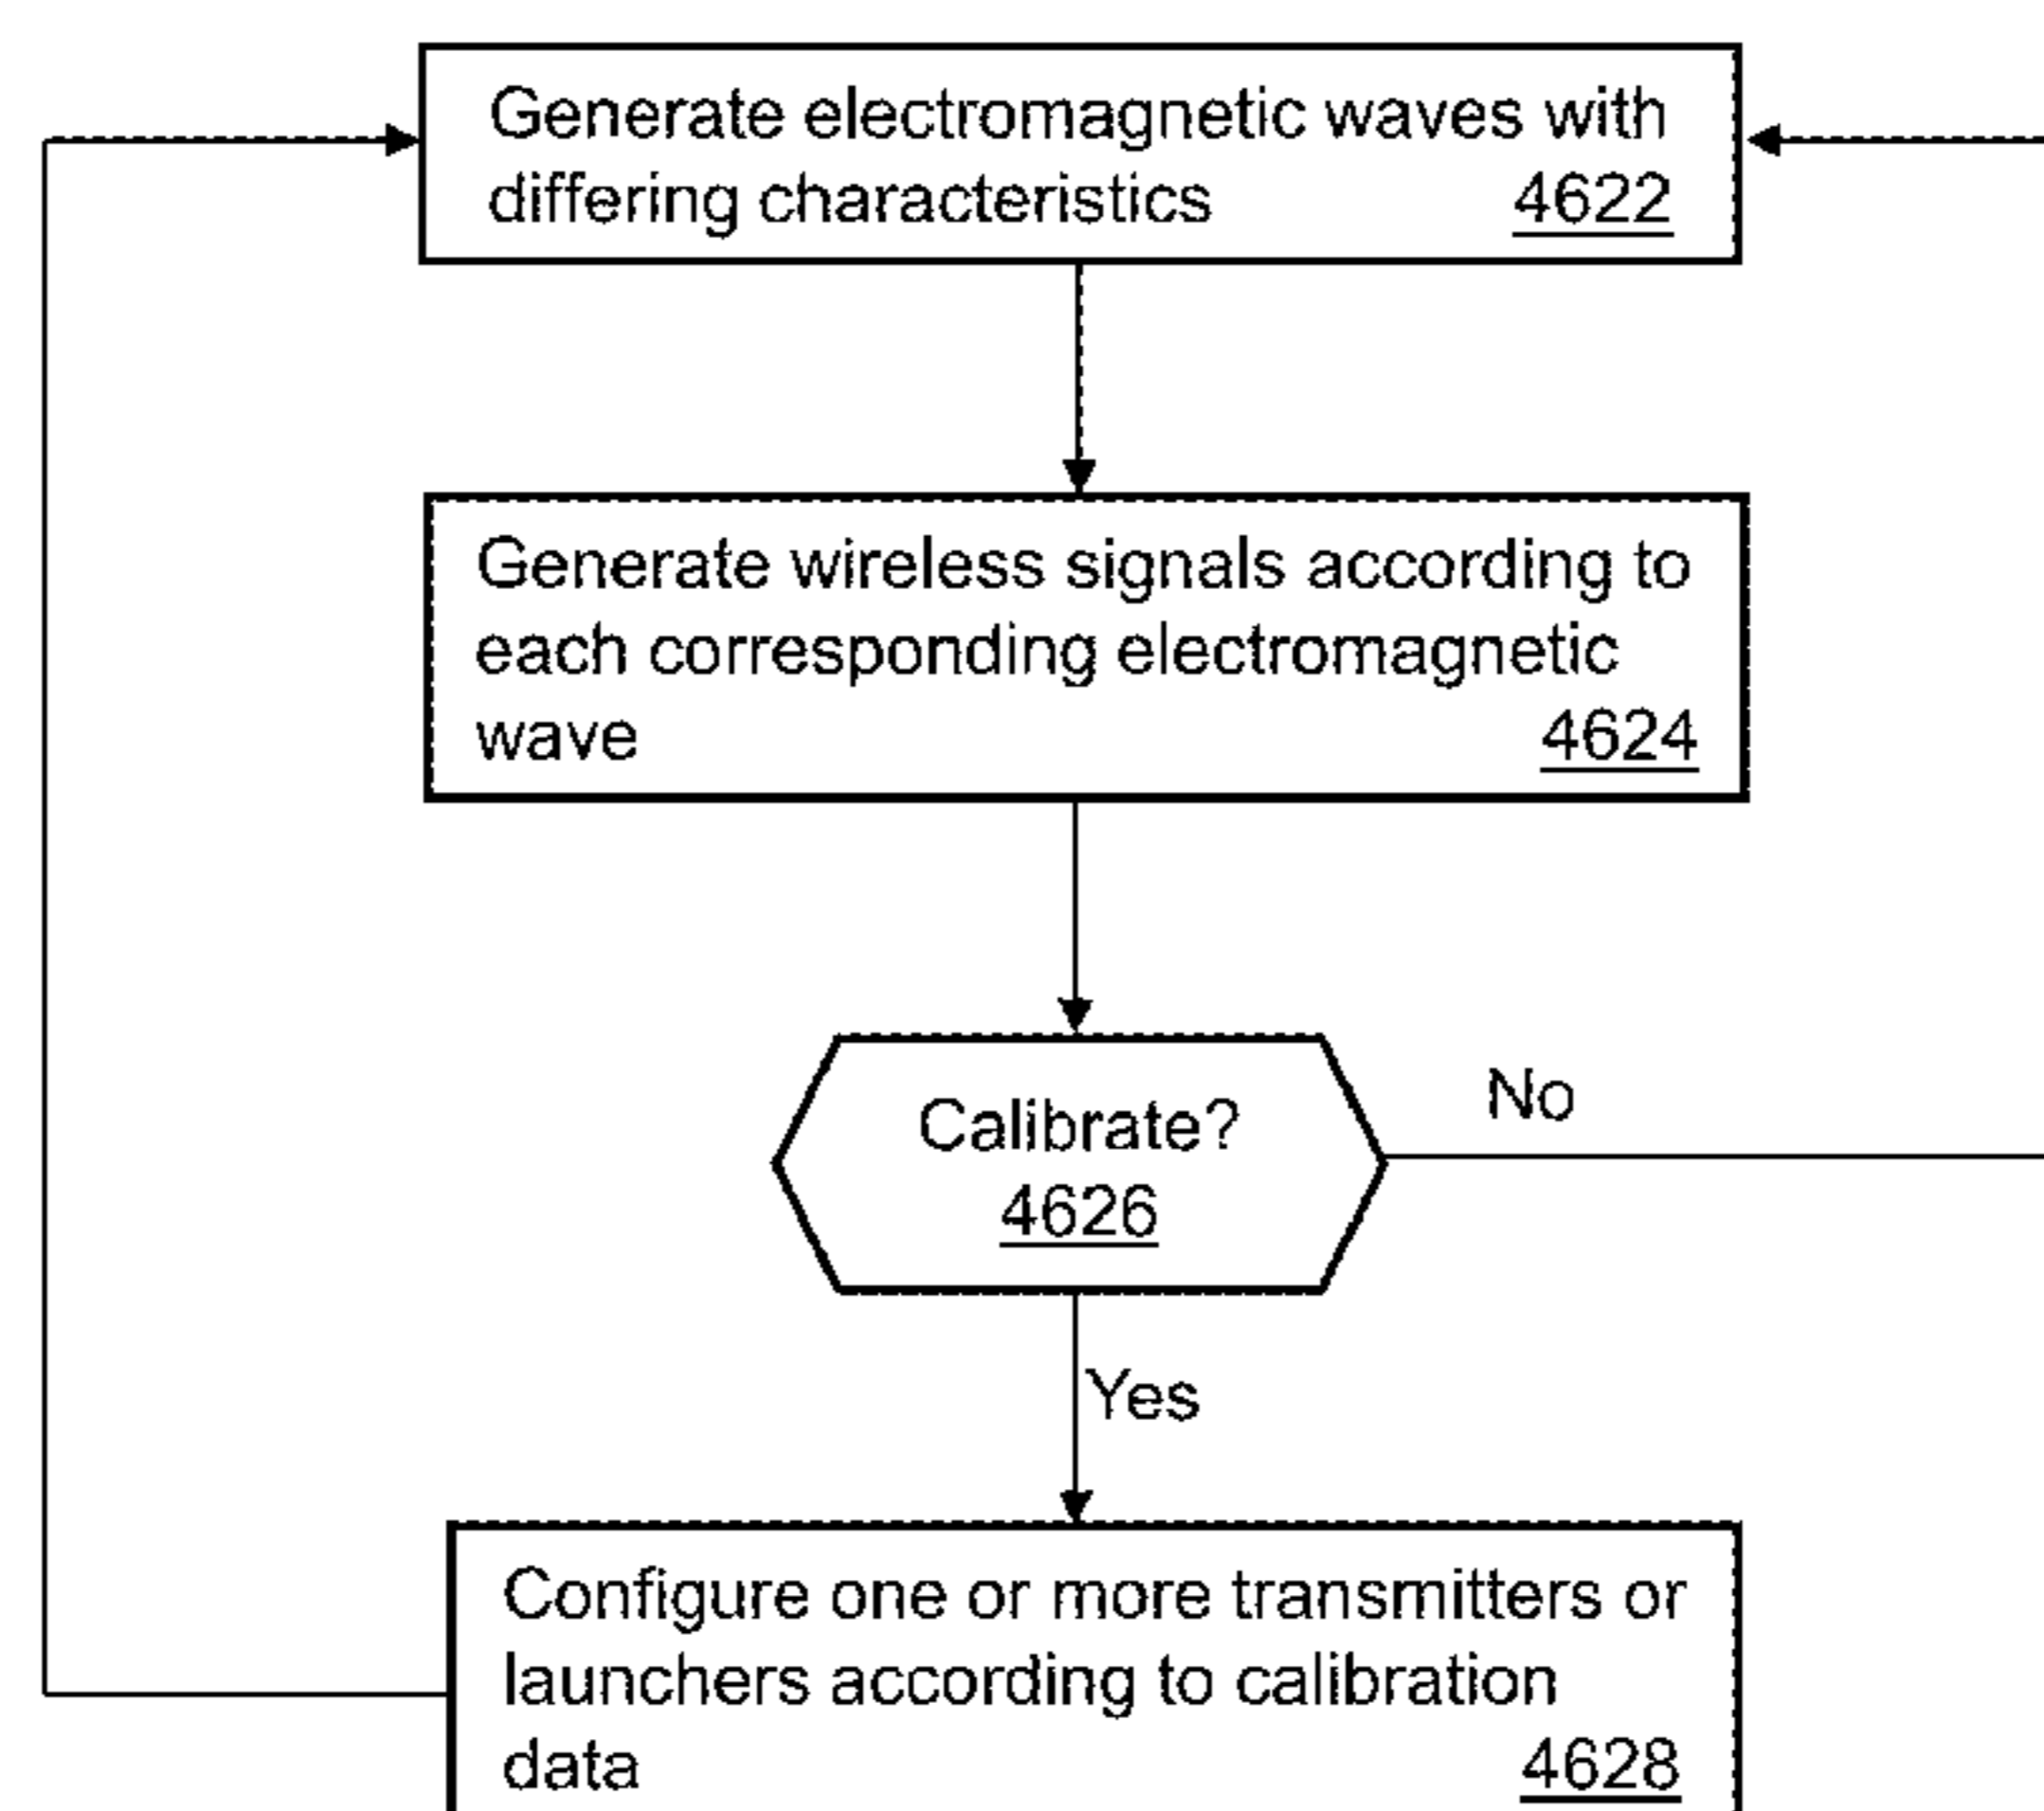 Generate electromagnetic waves with
differing characteristics 4622
Generate wireless signals according to
each corresponding electromagnetic
wave 4624
Calibrate?
4626
No
Yes
Configure one or more transmitters or
launchers according to calibration
data 4628